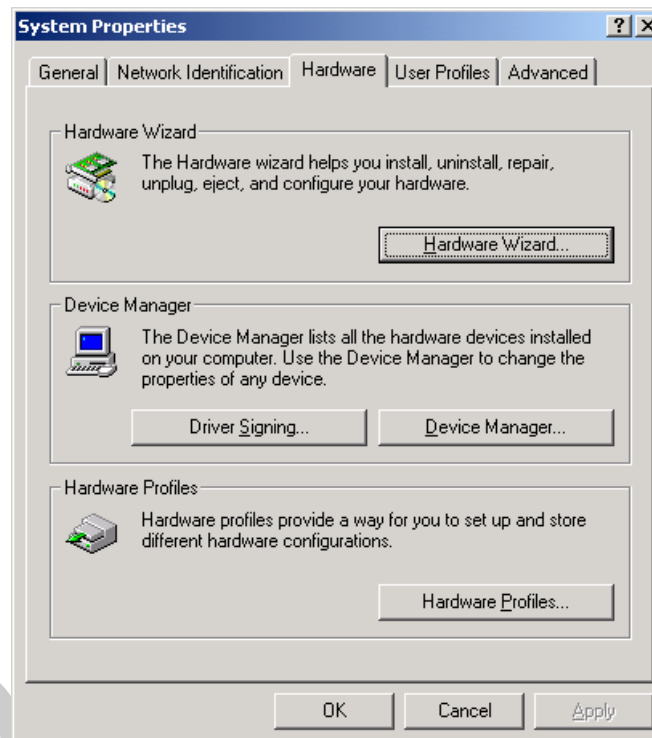 System Properties
General Network Identification Hardware User Profiles Advanced
Hardware Wizard
The Hardware wizard helps you install, uninstall, repair,
unplug, eject, and configure your hardware.
Hardware Wizard...
Device Manager
The Device Manager lists all the hardware devices installed
on your computer. Use the Device Manager to change the
properties of any device.
Driver Signing... Device Manager...
Hardware Profiles
Hardware profiles provide a way for you to set up and store
different hardware configurations.
Hardware Profiles...
OK Cancel Apply